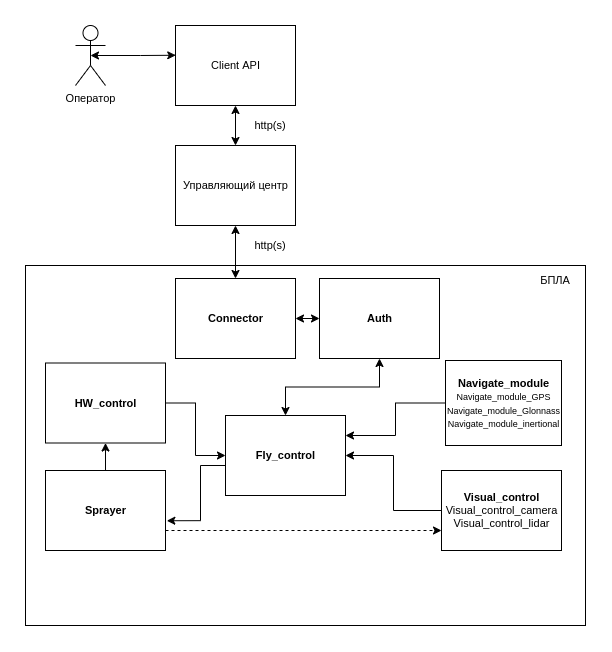 Client API
Оператор
http(s)
Управляющий центр
http(s)
БПЛА
Connector
Auth
HW_control
Navigate_module
Navigate_module_GPS
Navigate_module_Glonnass
Navigate_module_inertional
Fly_control
Sprayer
Visual_control
Visual_control_camera
Visual_control_lidar